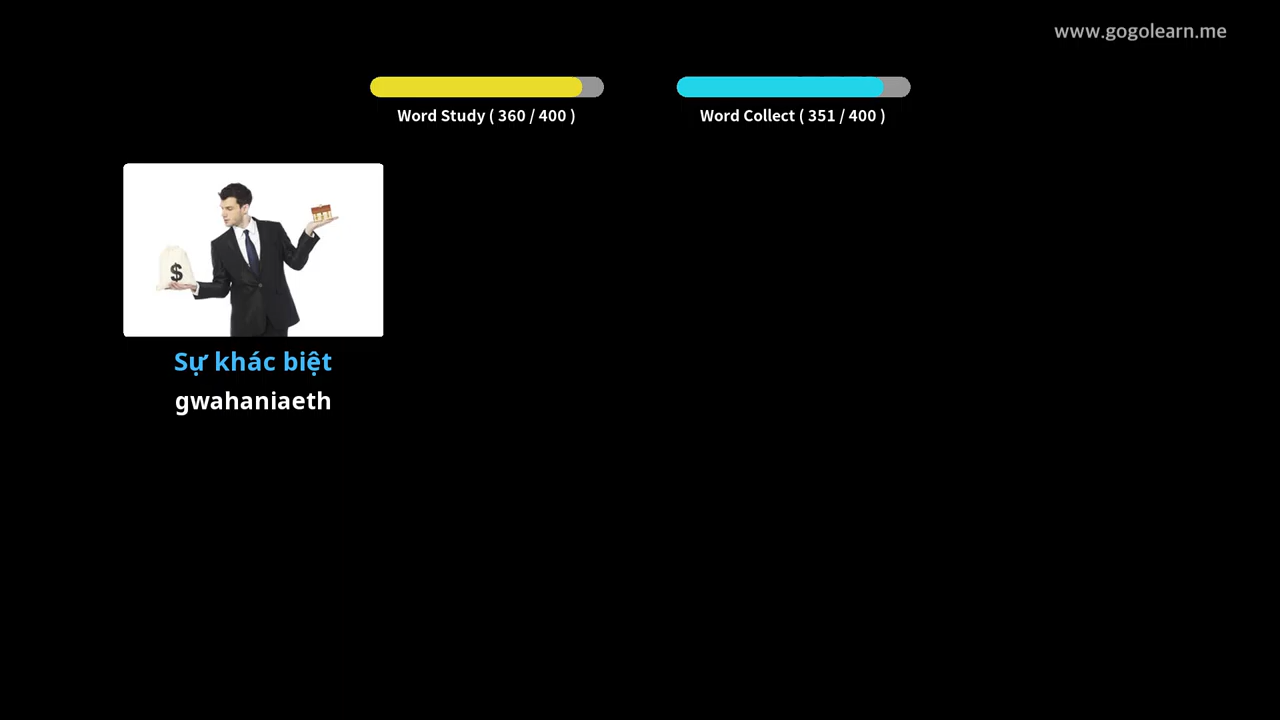 www.gogolearn.me
Word Study ( 360 / 400 )
Word Collect ( 351 / 400 )
$
Sự khác biệt
gwahaniaeth